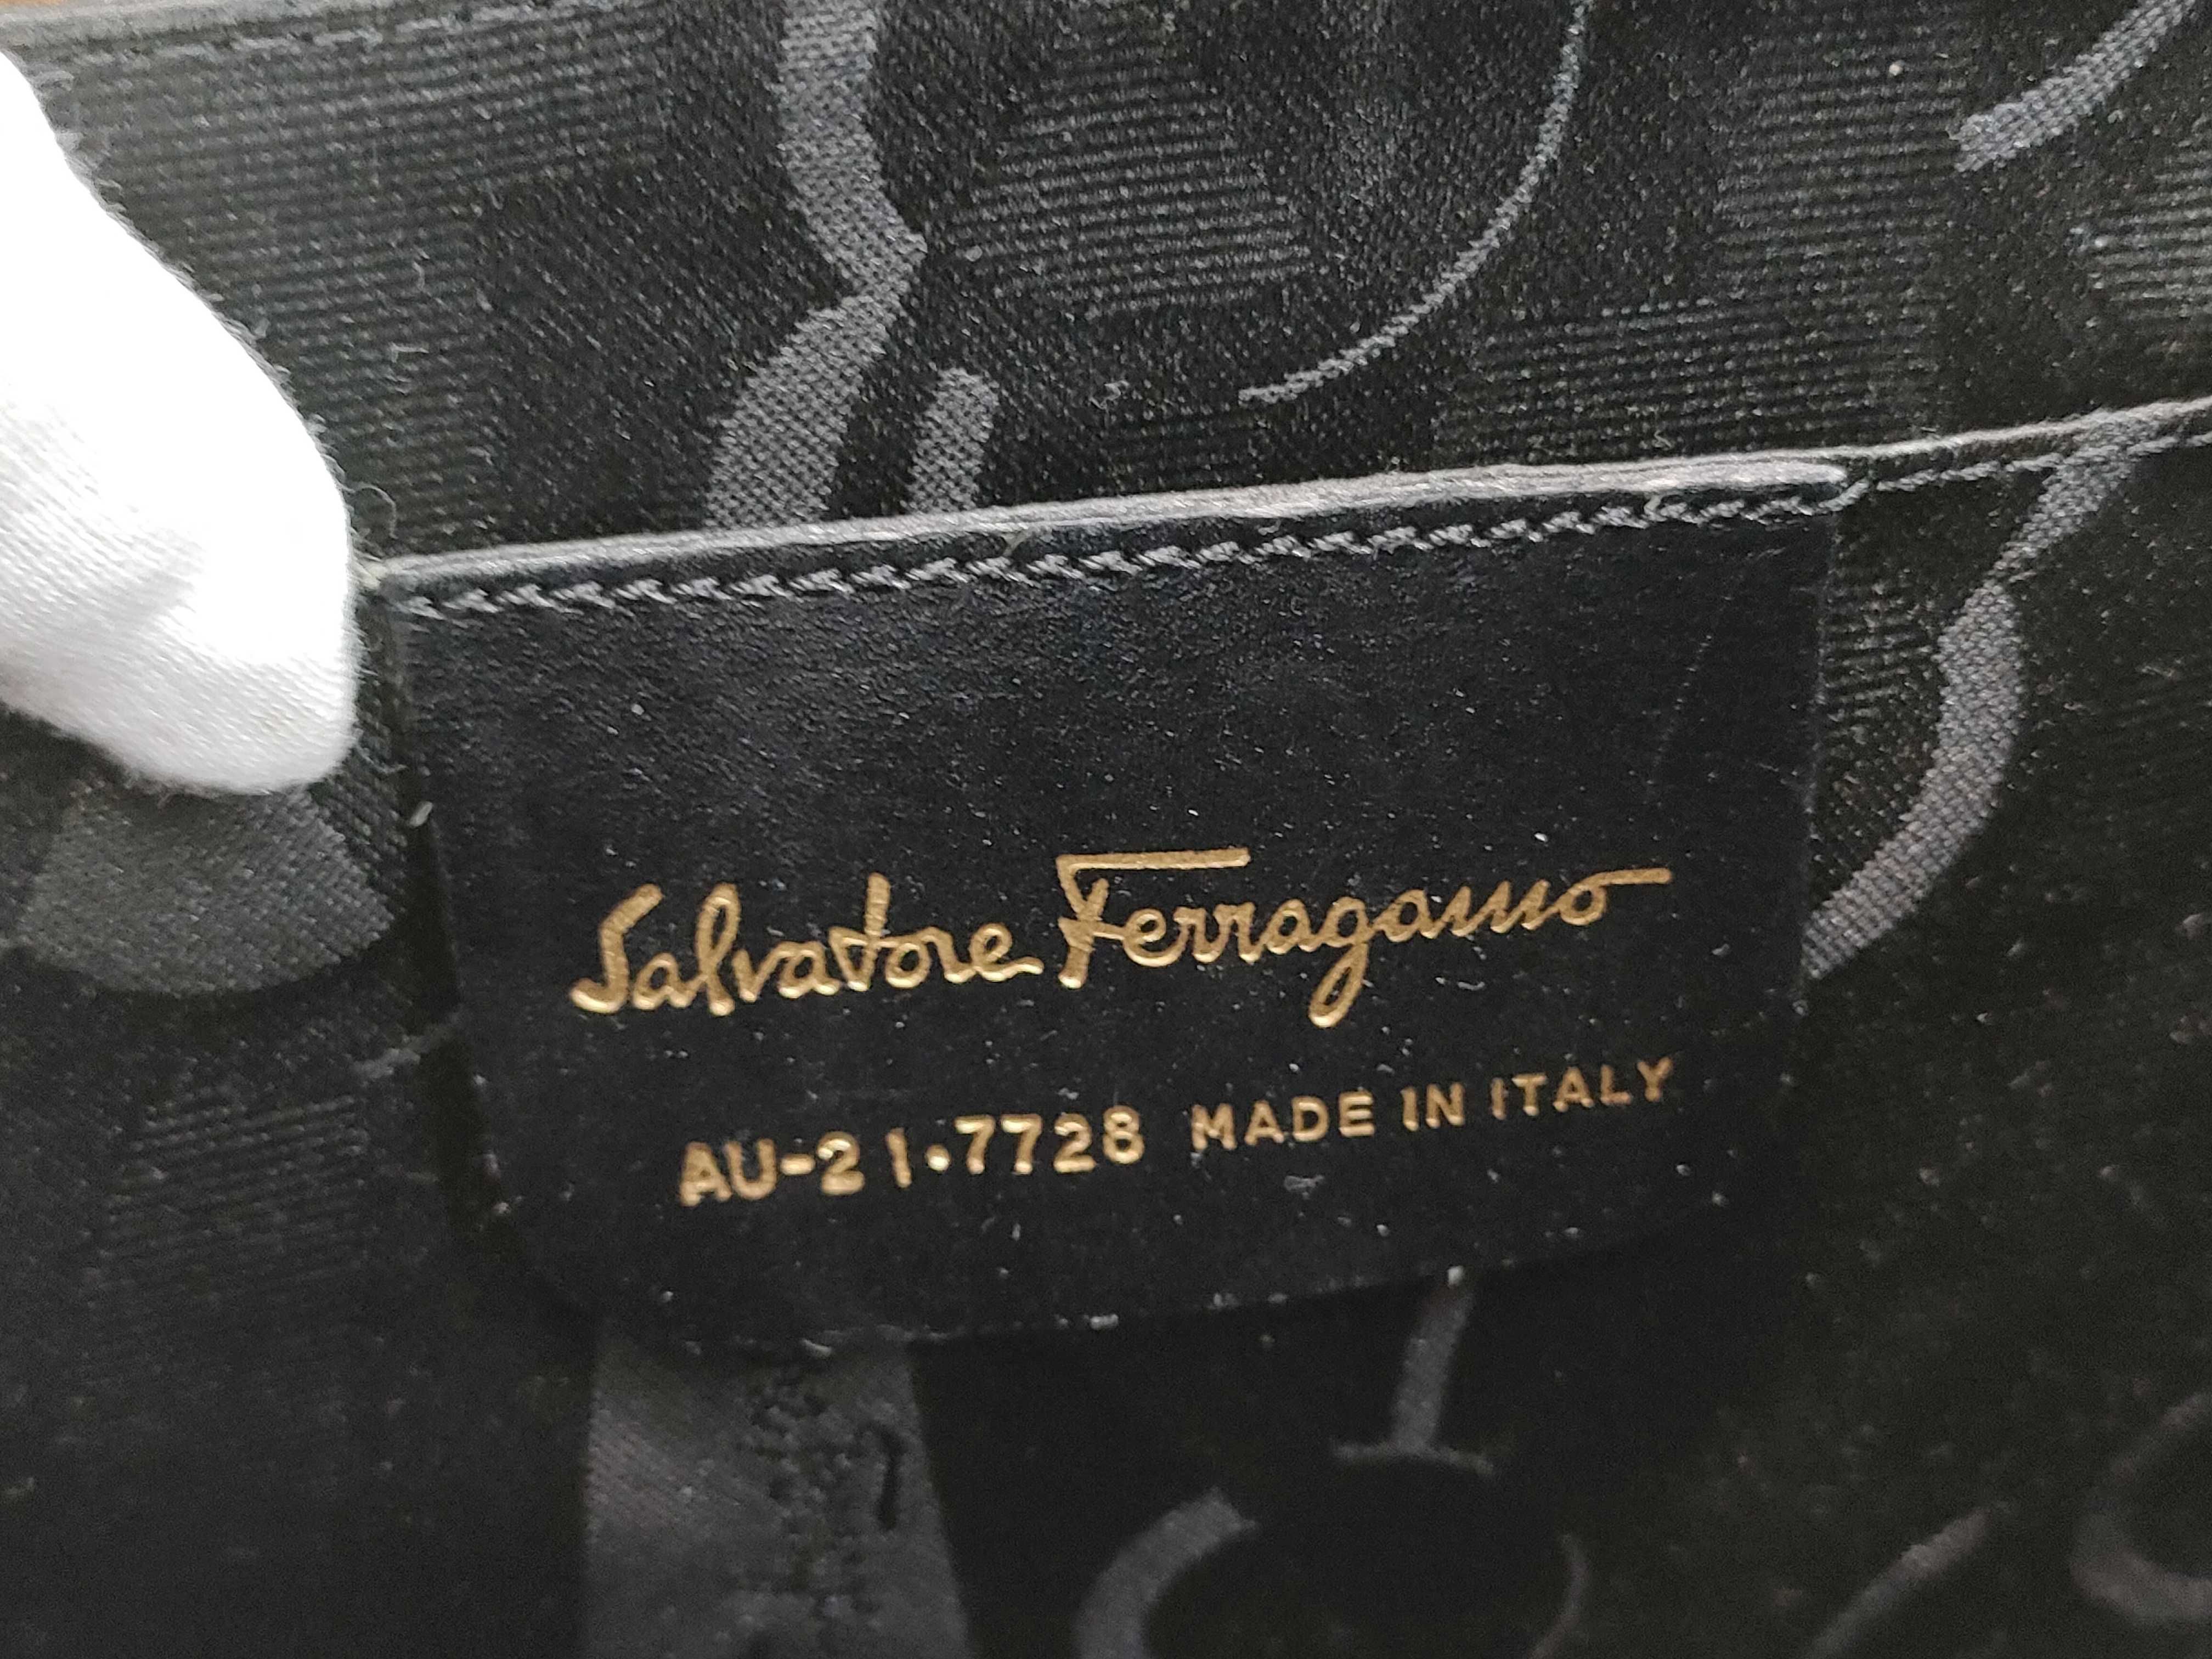 Salvatore Ferragamo
AU-21•7728 MADE IN ITALY